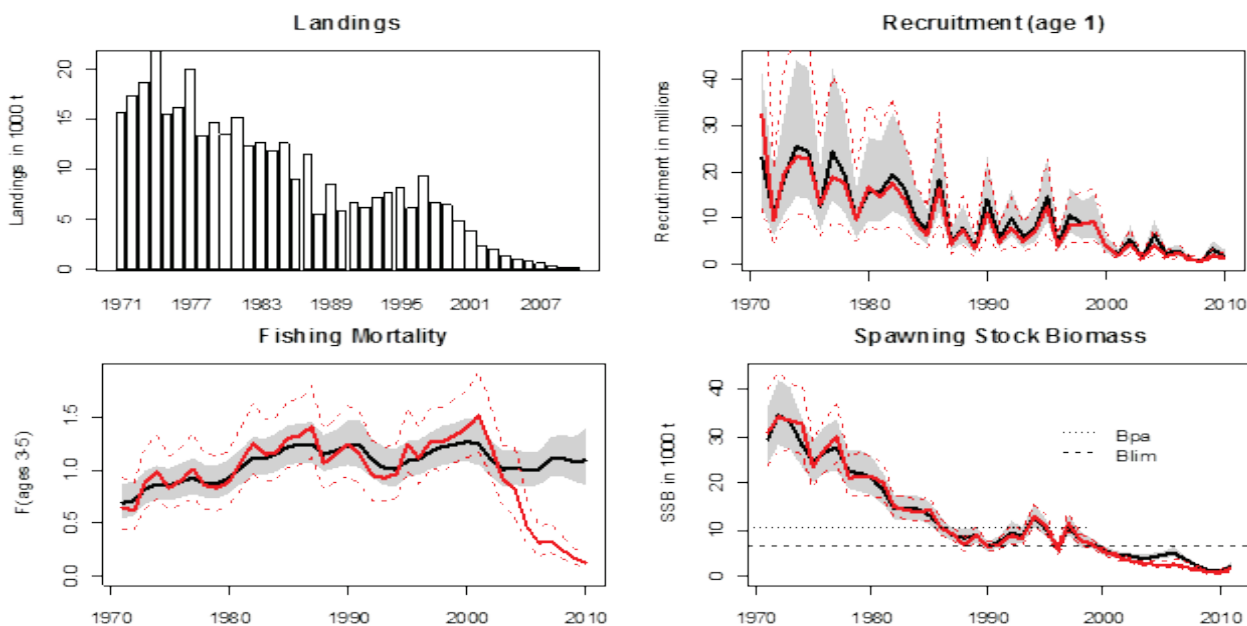 Landings
Landings in 1000 t
20
15
10
5
0
1971 1977 1983 1989 1995 2001 2007
Recruitment (age 1)
Recruitment in millions
40
30
20
10
0
1970 1980 1990 2000 2010
Fishing Mortality
F(ages 3-5)
1.5
1.0
0.5
0.0
1970 1980 1990 2000 2010
Spawning Stock Biomass
SSB in 1000 t
40
30
20
10
0
Bpa
Blim
1970 1980 1990 2000 2010